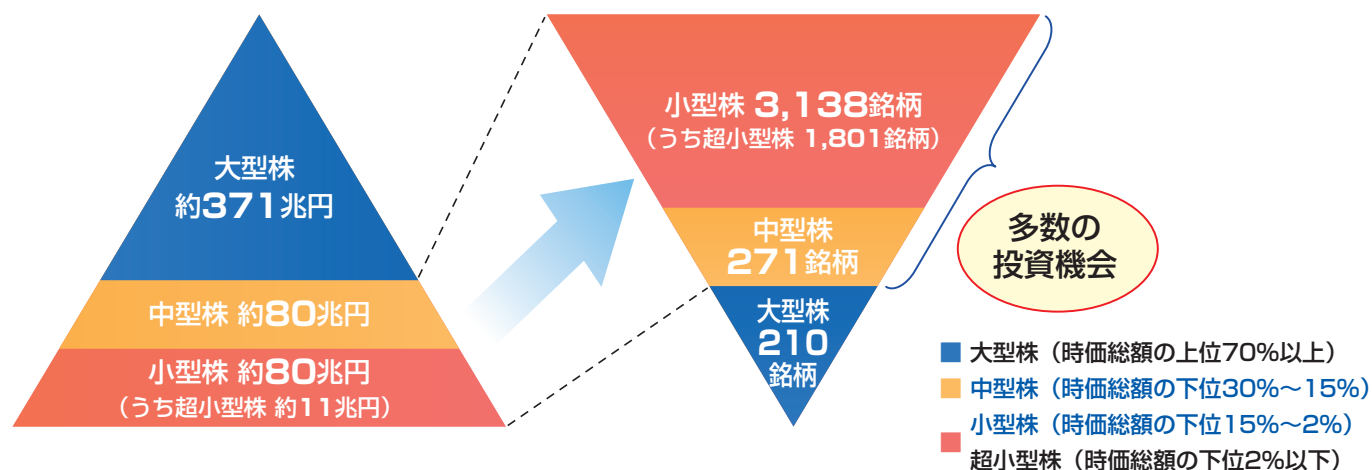 大型株
約371兆円
中型株 約80兆円
小型株 約80兆円
（うち超小型株 約11兆円）
小型株 3,138銘柄
（うち超小型株 1,801銘柄）
中型株
271銘柄
大型株
210
銘柄
多数の
投資機会
大型株（時価総額の上位70%以上）
中型株（時価総額の下位30%～15%）
小型株（時価総額の下位15%～2%）
超小型株（時価総額の下位2%以下）